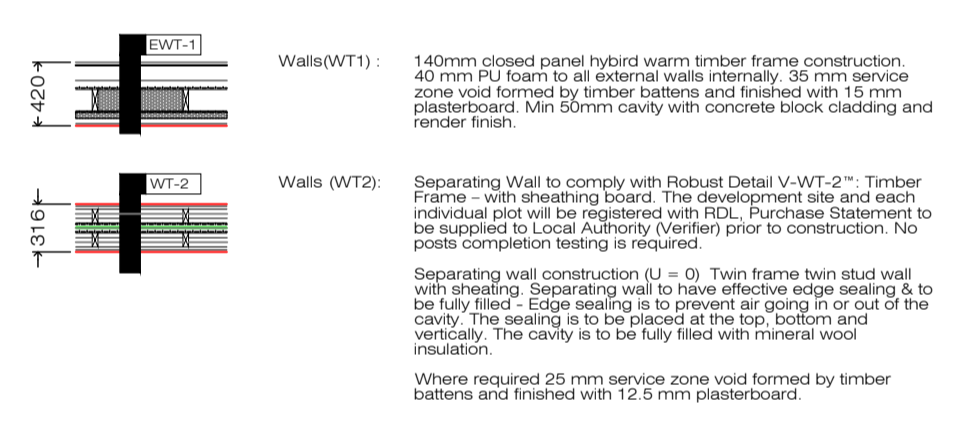 EWT-1
420
Walls(WT1) :
140mm closed panel hybird warm timber frame construction.
40 mm PU foam to all external walls internally. 35 mm service
zone void formed by timber battens and finished with 15 mm
plasterboard. Min 50mm cavity with concrete block cladding and
render finish.
WT-2
316
Walls (WT2):
Separating Wall to comply with Robust Detail V-WT-2™: Timber
Frame – with sheathing board. The development site and each
individual plot will be registered with RDL, Purchase Statement to
be supplied to Local Authority (Verifier) prior to construction. No
posts completion testing is required.
Separating wall construction (U = 0) Twin frame twin stud wall
with sheating. Separating wall to have effective edge sealing & to
be fully filled - Edge sealing is to prevent air going in or out of the
cavity. The sealing is to be placed at the top, bottom and
vertically. The cavity is to be fully filled with mineral wool
insulation.
Where required 25 mm service zone void formed by timber
battens and finished with 12.5 mm plasterboard.